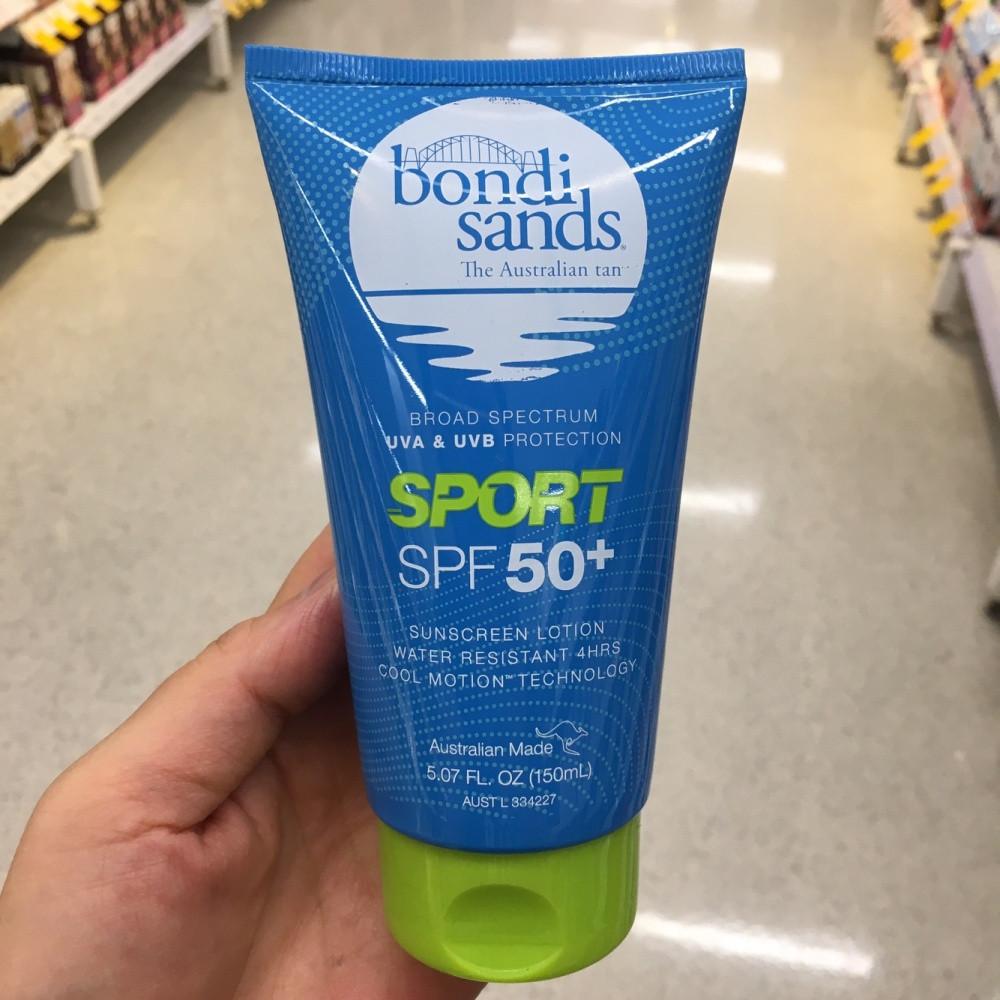 bondi
sands®
The Australian tan
BROAD SPECTRUM
UVA & UVB PROTECTION
SPORT
SPF 50+
SUNSCREEN LOTION
WATER RESISTANT 4HRS
COOL MOTION™ TECHNOLOGY
Australian Made
5.07 FL. OZ (150mL)
AUST L 334227